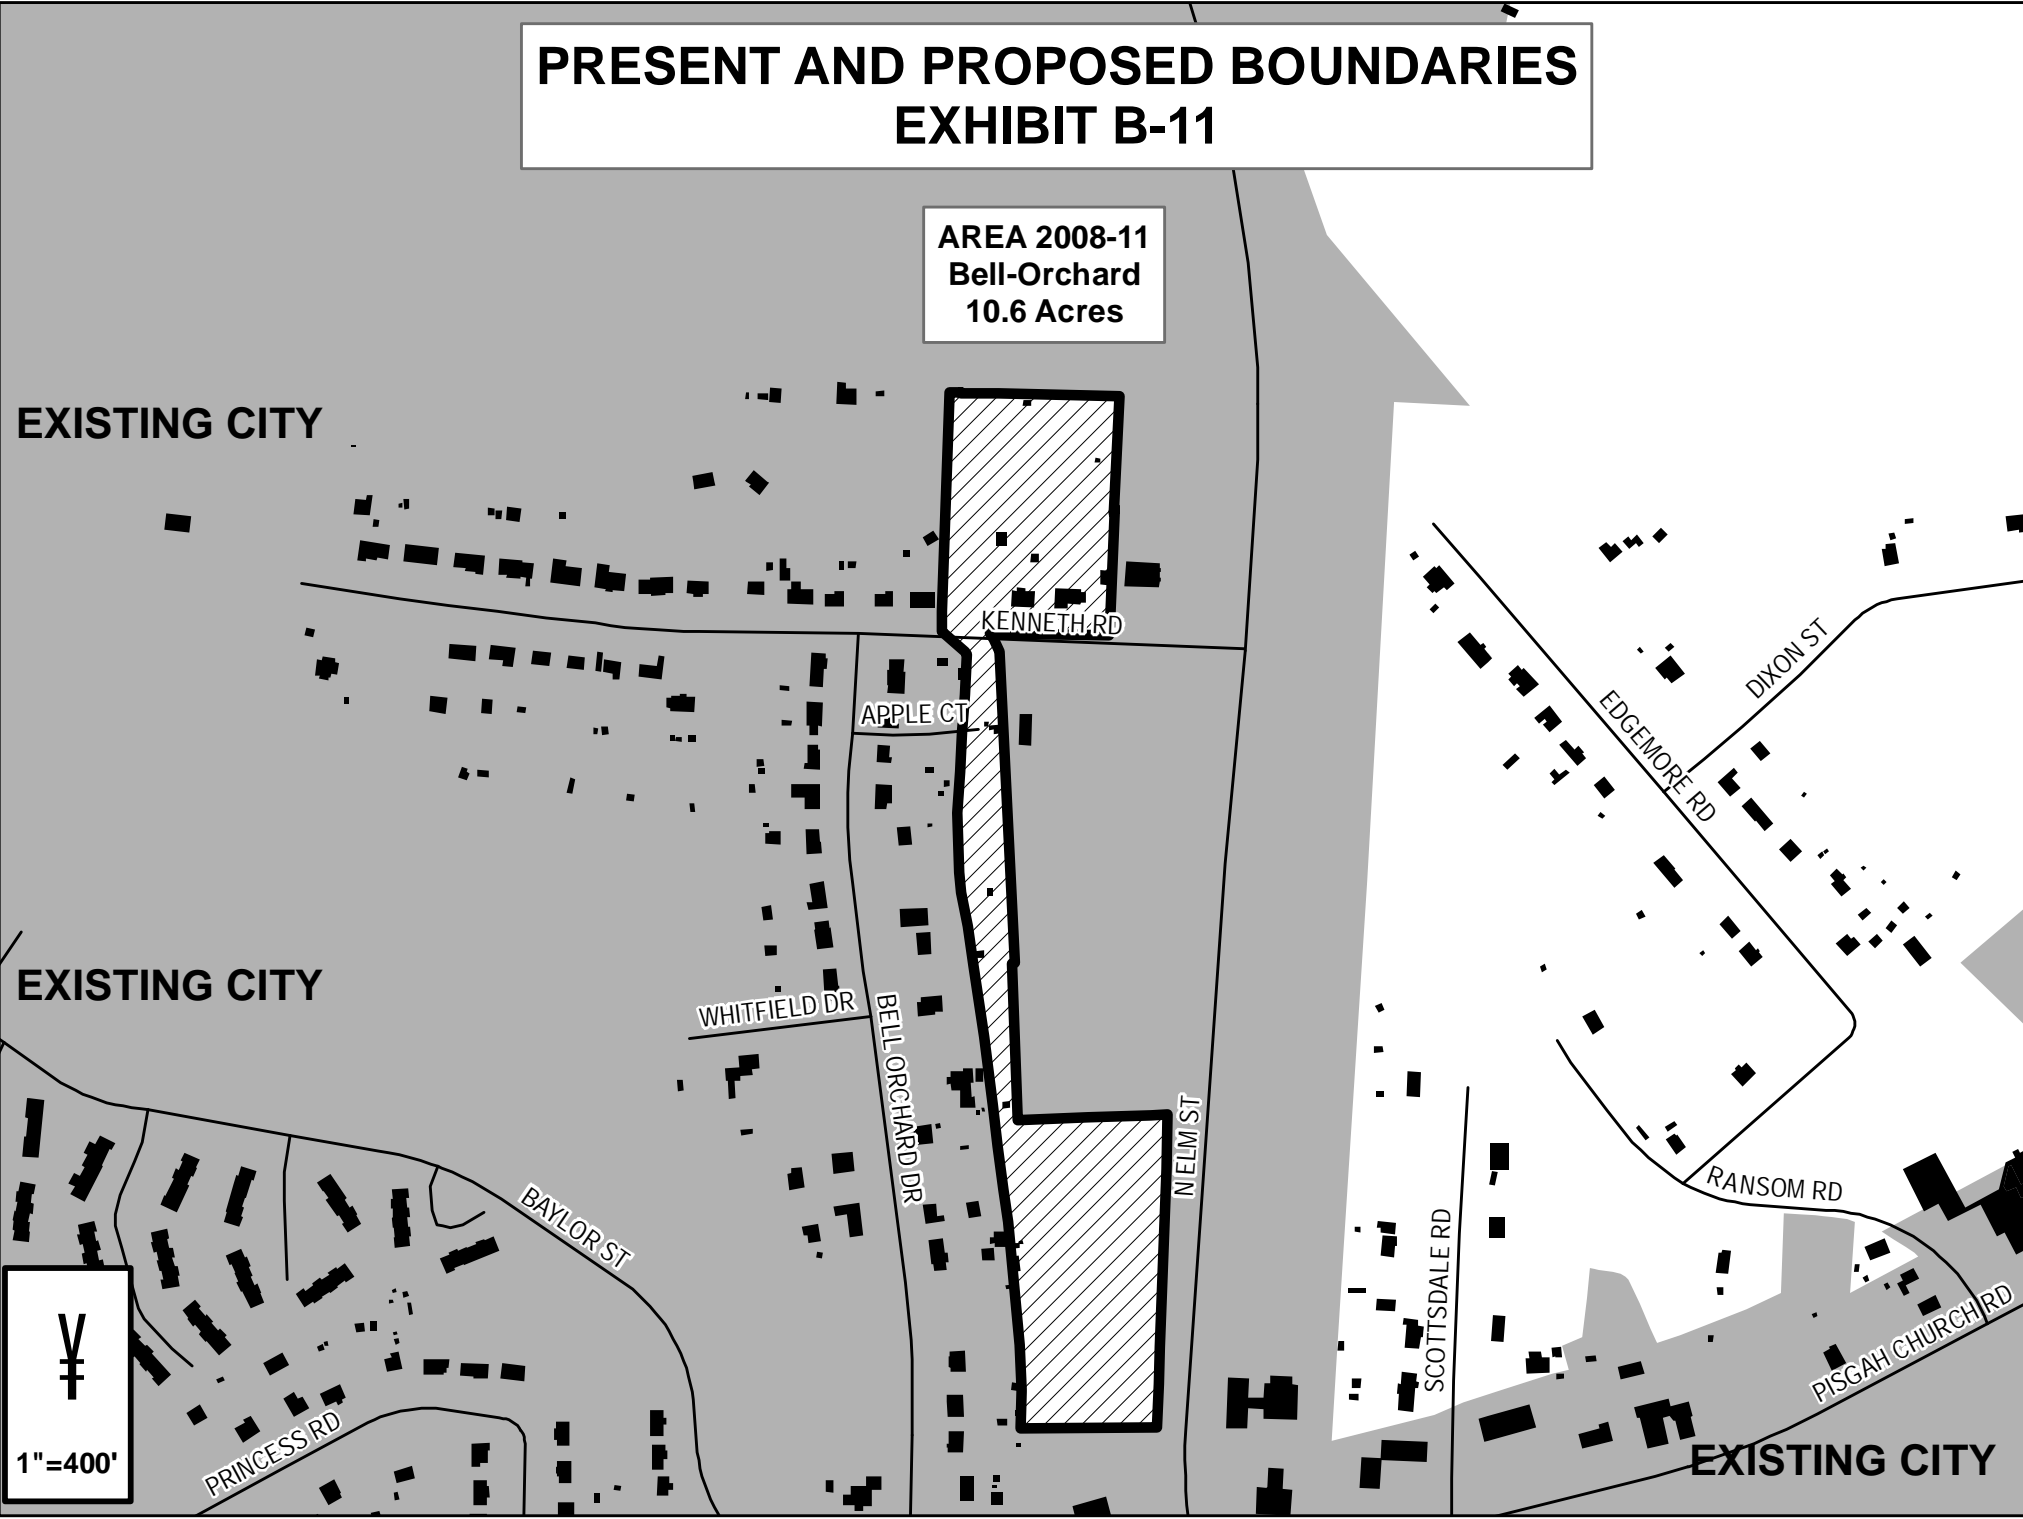 PRESENT AND PROPOSED BOUNDARIES
EXHIBIT B-11
AREA 2008-11
Bell-Orchard
10.6 Acres
EXISTING CITY
KENNETH RD
DIXON ST
APPLE CT
EDGEMORE RD
EXISTING CITY
WHITFIELD DR
BELL ORCHARD DR
N ELM ST
RANSOM RD
BAYLOR ST
SCOTTSDALE RD
PISGAH CHURCH RD
PRINCESS RD
1"=400'
EXISTING CITY